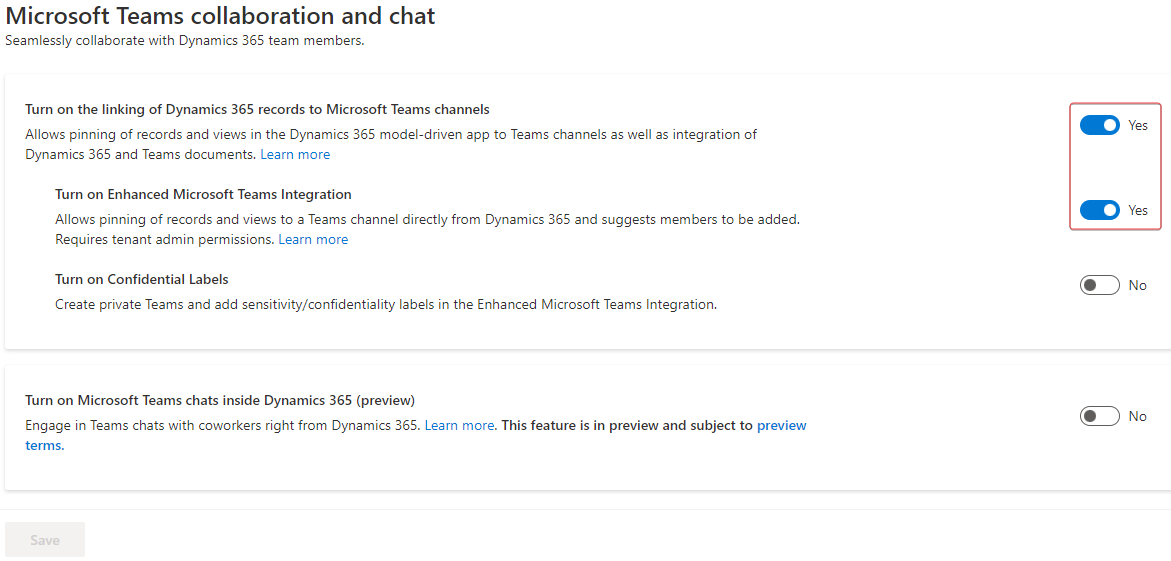 Microsoft Teams collaboration and chat
Seamlessly collaborate with Dynamics 365 team members.
Turn on the linking of Dynamics 365 records to Microsoft Teams channels
Allows pinning of records and views in the Dynamics 365 model-driven app to Teams channels as well as integration of
Dynamics 365 and Teams documents. Learn more
Yes
Turn on Enhanced Microsoft Teams Integration
Allows pinning of records and views to a Teams channel directly from Dynamics 365 and suggests members to be added.
Requires tenant admin permissions. Learn more
Yes
Turn on Confidential Labels
Create private Teams and add sensitivity/confidentiality labels in the Enhanced Microsoft Teams Integration.
No
Turn on Microsoft Teams chats inside Dynamics 365 (preview)
Engage in Teams chats with coworkers right from Dynamics 365. Learn more. This feature is in preview and subject to preview
terms.
No
Save